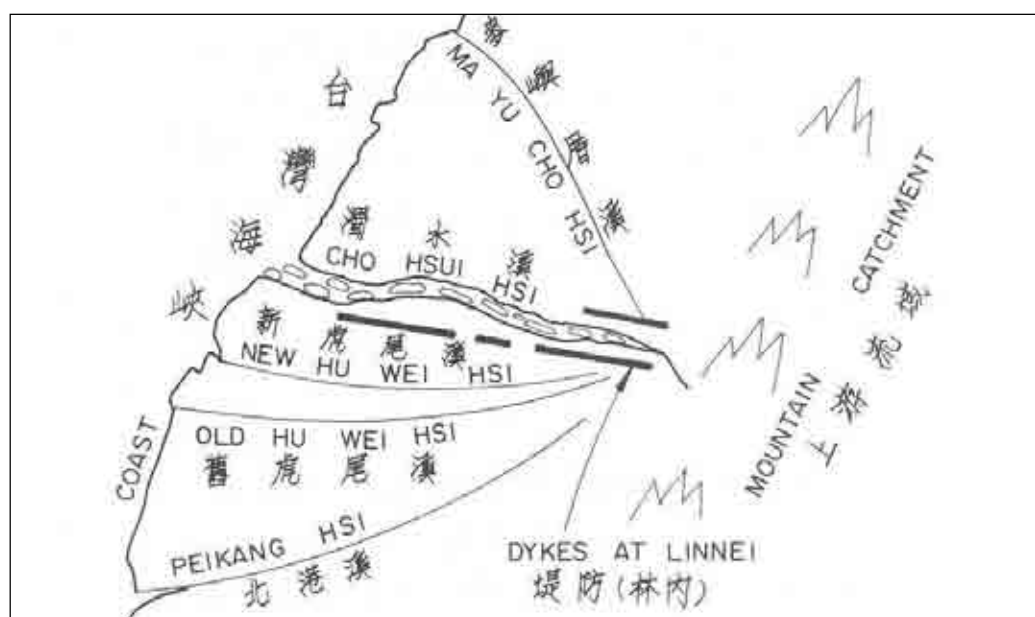 台灣海峽
MA YU CHO HSI
麥嶼厝溪
濁水溪
CHO HSUI HSI
新虎尾溪
NEW HU WEI HSI
OLD HU WEI HSI
舊虎尾溪
COAST
PEIKANG HSI
北港溪
DYKES AT LINNEI
堤防(林內)
MOUNTAIN CATCHMENT
上游流域